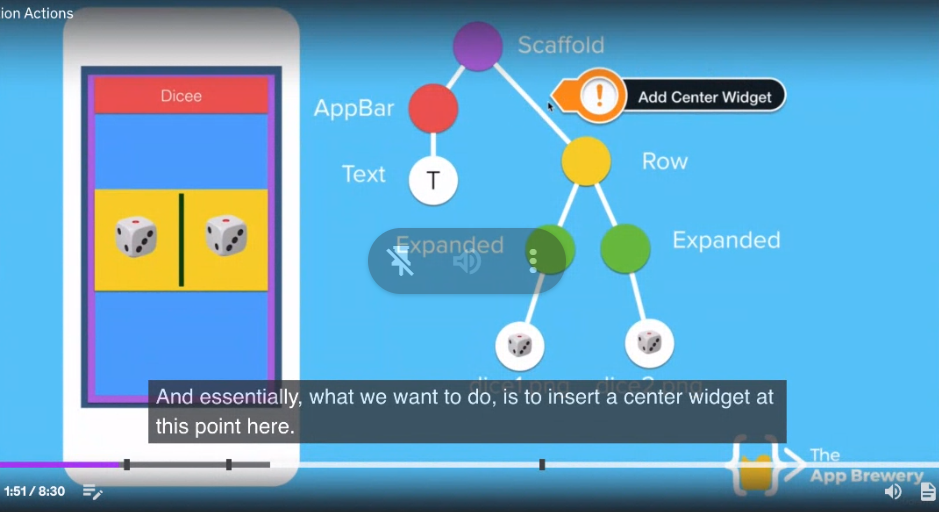 ion Actions
Scaffold
Dicee
AppBar
Add Center Widget
Text
T
Row
Expanded
Expanded
dice1.png
dice2.png
And essentially, what we want to do, is to insert a center widget at
this point here.
The
App Brewery
1:51 / 8:30